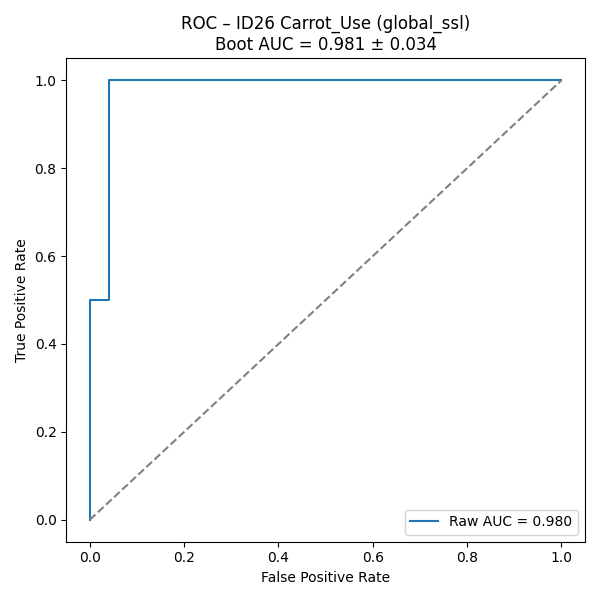 ROC – ID26 Carrot_Use (global_ssl)
Boot AUC = 0.981 ± 0.034
True Positive Rate
1.0
0.8
0.6
0.4
0.2
0.0
Raw AUC = 0.980
0.0 0.2 0.4 0.6 0.8 1.0
False Positive Rate